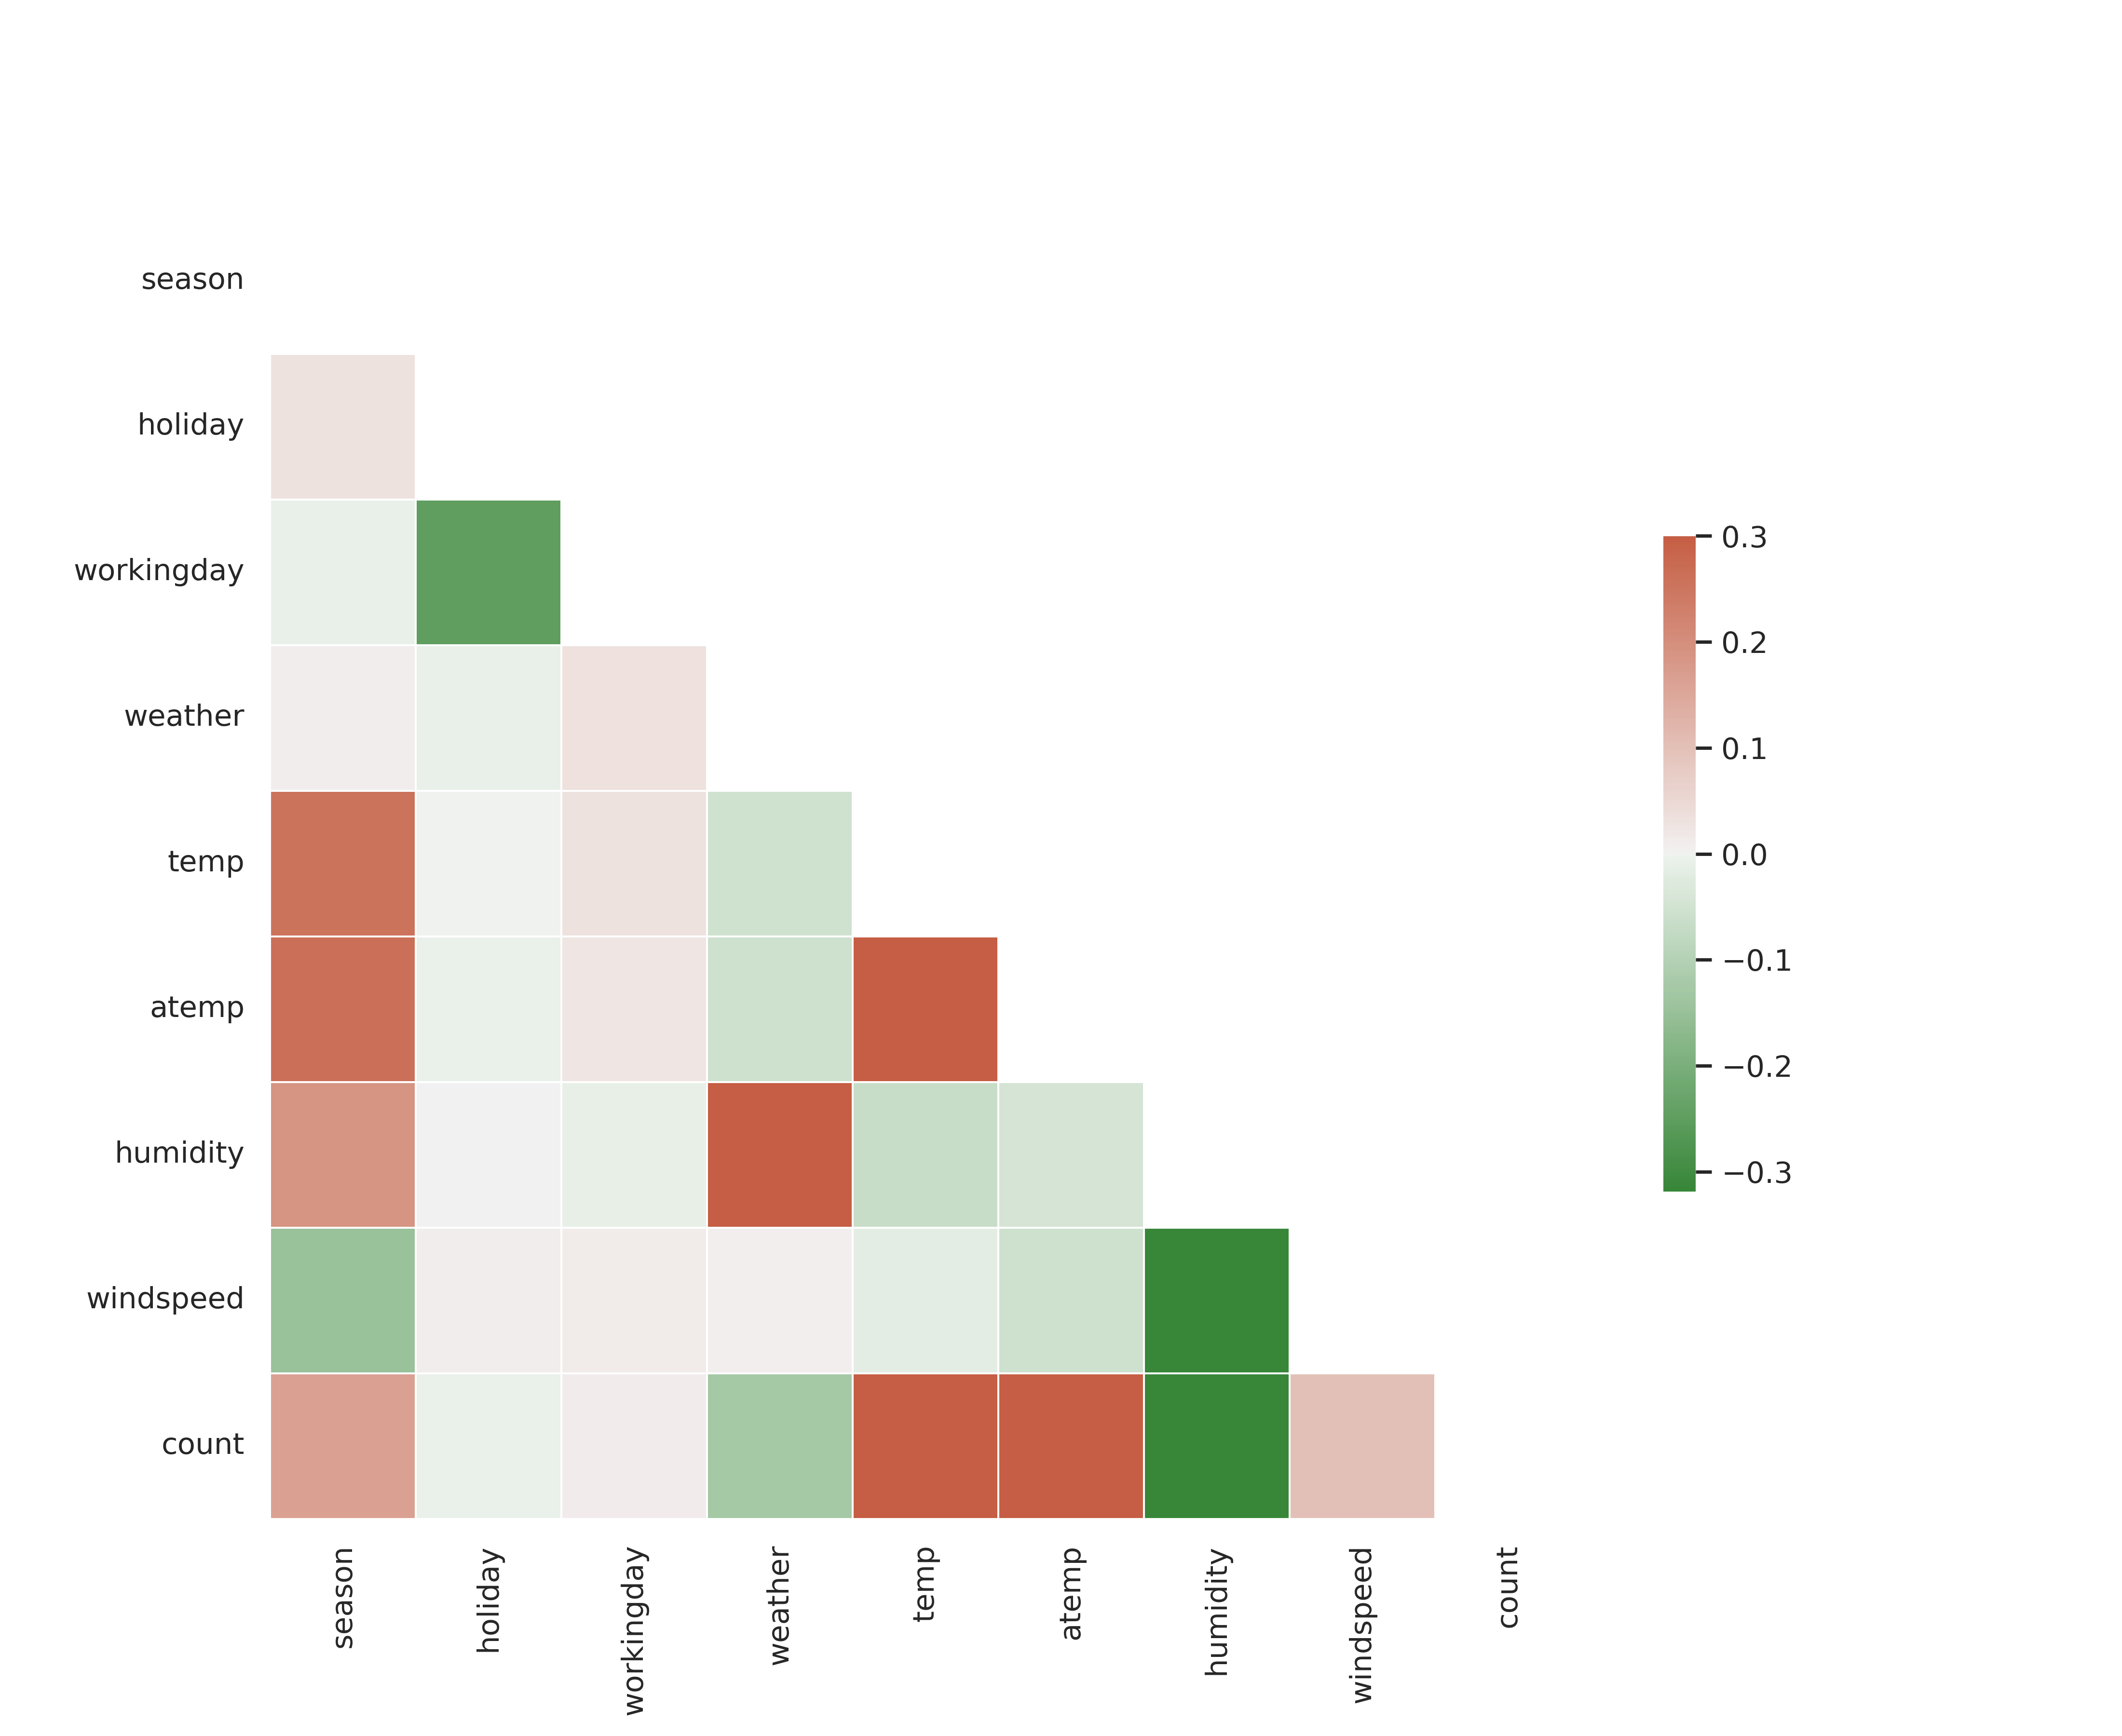 season
holiday
workingday
weather
temp
atemp
humidity
windspeed
count
0.3
0.2
0.1
0.0
−0.1
−0.2
−0.3
season
holiday
workingday
weather
temp
atemp
humidity
windspeed
count